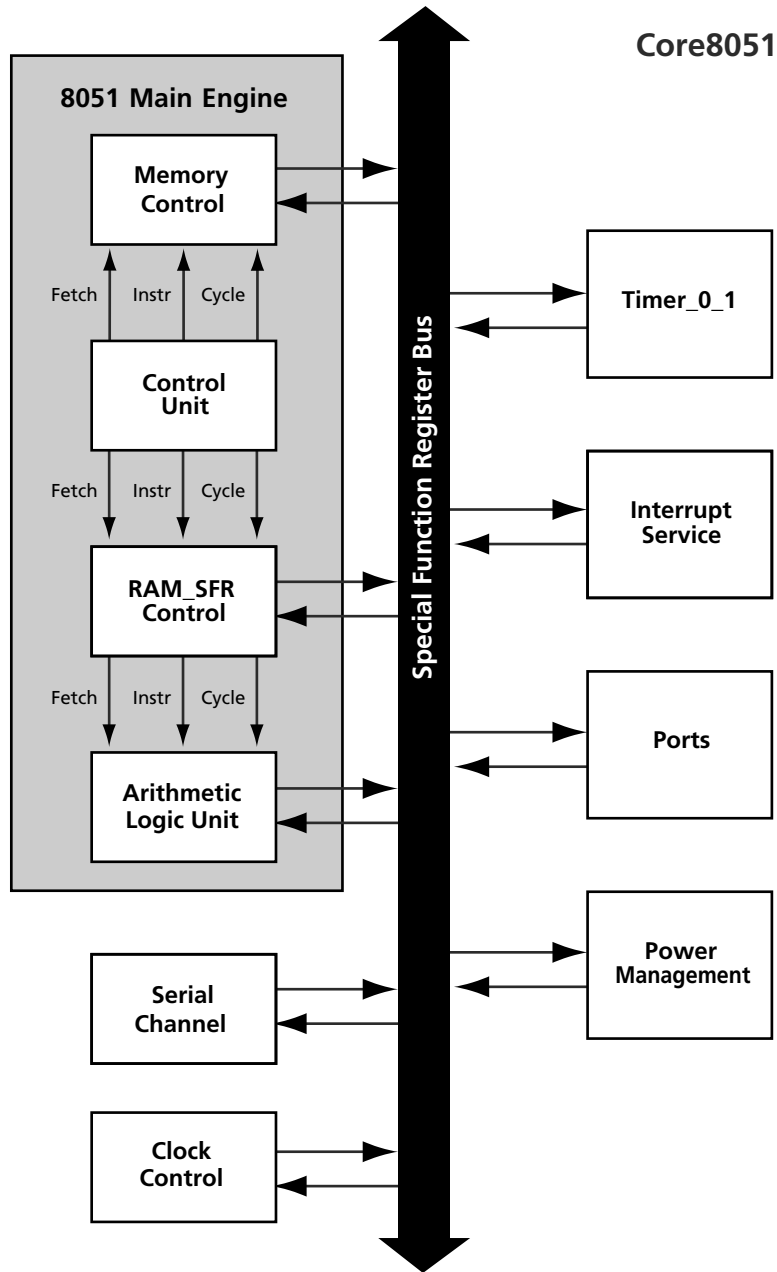 Core8051
8051 Main Engine
Memory
Control
Fetch Instr Cycle
Control
Unit
Fetch Instr Cycle
RAM_SFR
Control
Fetch Instr Cycle
Arithmetic
Logic Unit
Serial
Channel
Clock
Control
Special Function Register Bus
Timer_0_1
Interrupt
Service
Ports
Power
Management